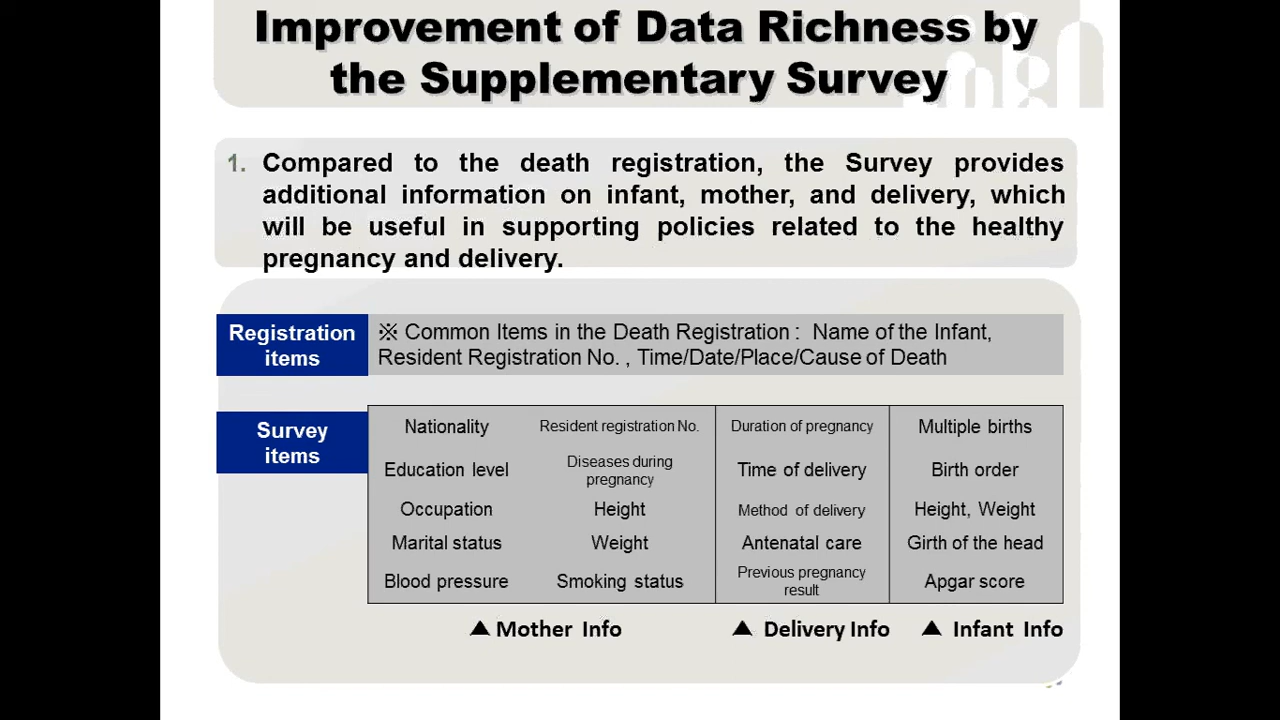 Improvement of Data Richness by
the Supplementary Survey
1. Compared to the death registration, the Survey provides
additional information on infant, mother, and delivery, which
will be useful in supporting policies related to the healthy
pregnancy and delivery.
Registration
items
※ Common Items in the Death Registration : Name of the Infant,
Resident Registration No. , Time/Date/Place/Cause of Death
Survey
items
Nationality Resident registration No. Duration of pregnancy Multiple births
Education level Diseases during
pregnancy Time of delivery Birth order
Occupation Height Method of delivery Height, Weight
Marital status Weight Antenatal care Girth of the head
Blood pressure Smoking status Previous pregnancy
result Apgar score
▲ Mother Info ▲ Delivery Info ▲ Infant Info